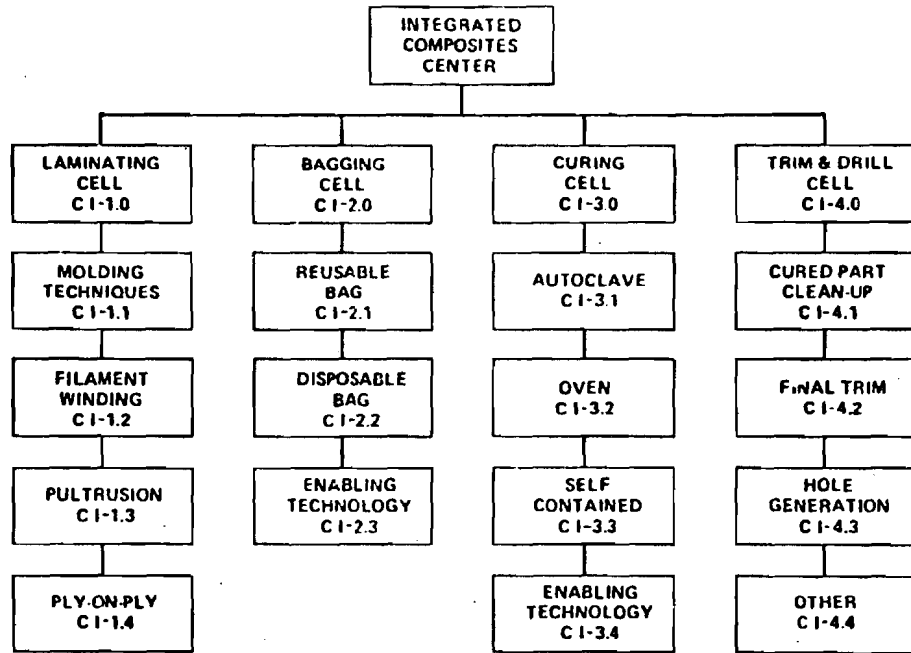 INTEGRATED
COMPOSITES
CENTER
LAMINATING
CELL
C I-1.0
MOLDING
TECHNIQUES
C I-1.1
FILAMENT
WINDING
C I-1.2
PULTRUSION
C I-1.3
PLY-ON-PLY
C I-1.4
BAGGING
CELL
C I-2.0
REUSABLE
BAG
C I-2.1
DISPOSABLE
BAG
C I-2.2
ENABLING
TECHNOLOGY
C I-2.3
CURING
CELL
C I-3.0
AUTOCLAVE
C I-3.1
OVEN
C I-3.2
SELF
CONTAINED
C I-3.3
ENABLING
TECHNOLOGY
C I-3.4
TRIM & DRILL
CELL
C I-4.0
CURED PART
CLEAN-UP
C I-4.1
FINAL TRIM
C I-4.2
HOLE
GENERATION
C I-4.3
OTHER
C I-4.4